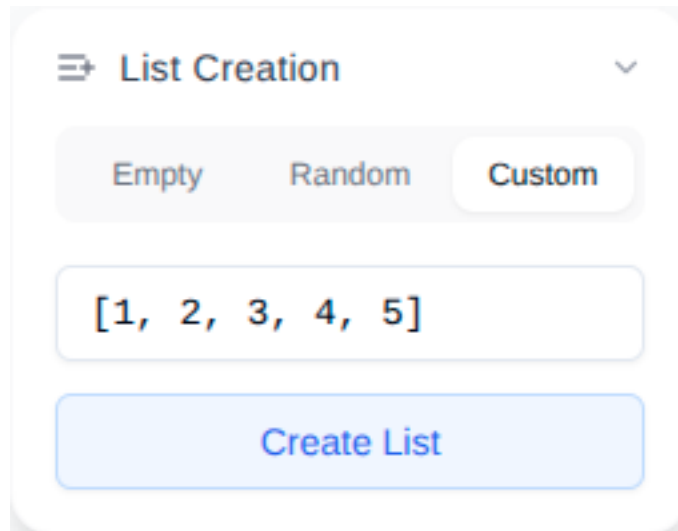 List Creation
Empty Random Custom
[1, 2, 3, 4, 5]
Create List